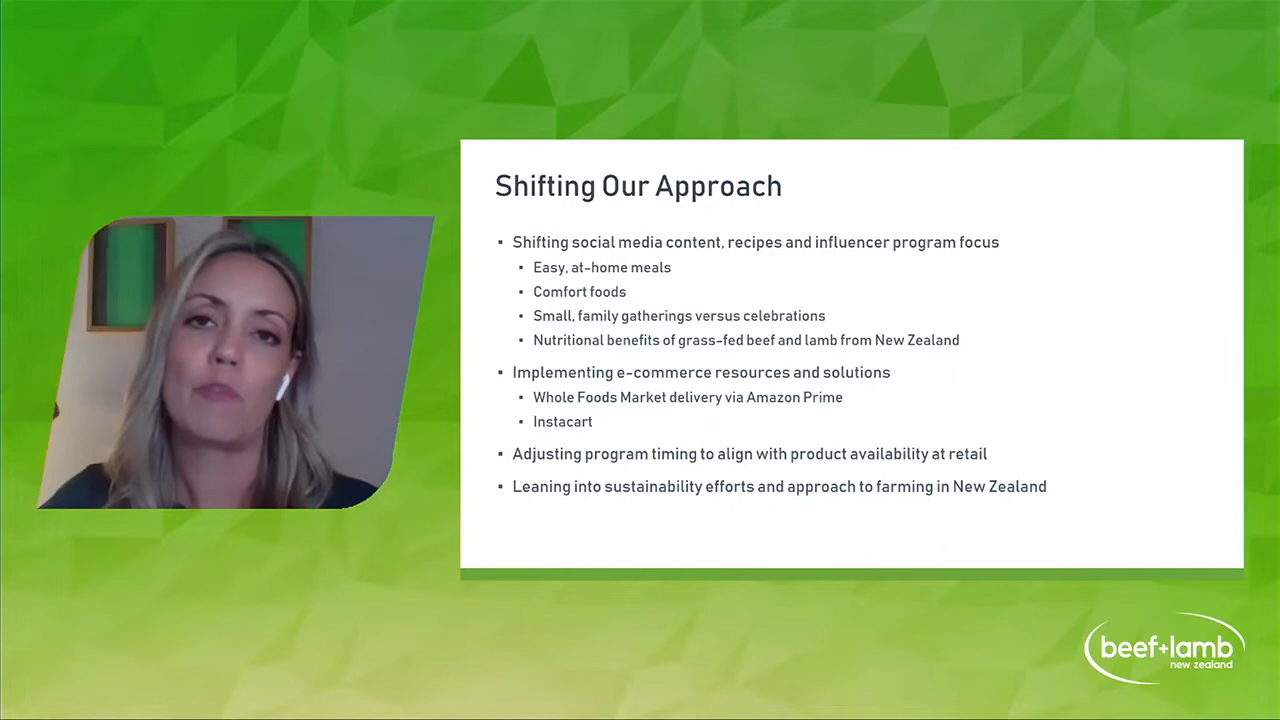 Shifting Our Approach
▪ Shifting social media content, recipes and influencer program focus
▪ Easy, at-home meals
▪ Comfort foods
▪ Small, family gatherings versus celebrations
▪ Nutritional benefits of grass-fed beef and lamb from New Zealand
▪ Implementing e-commerce resources and solutions
▪ Whole Foods Market delivery via Amazon Prime
▪ Instacart
▪ Adjusting program timing to align with product availability at retail
▪ Leaning into sustainability efforts and approach to farming in New Zealand
beef+lamb
new zealand